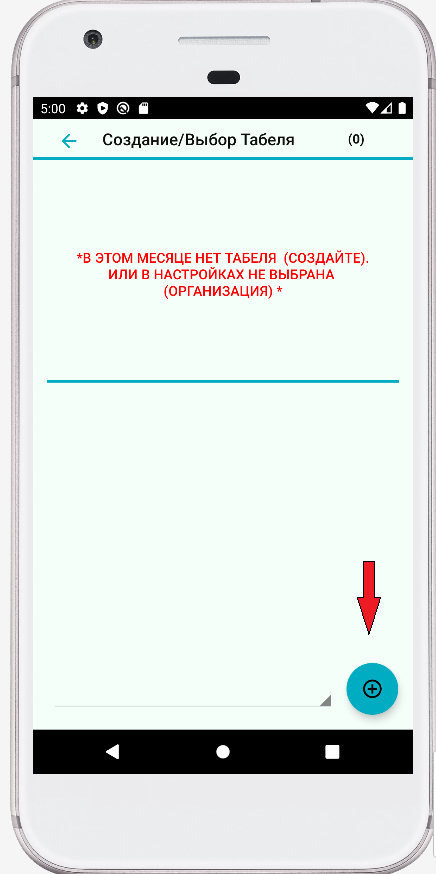 5:00
Создание/Выбор Табеля (0)
*В ЭТОМ МЕСЯЦЕ НЕТ ТАБЕЛЯ (СОЗДАЙТЕ).
ИЛИ В НАСТРОЙКАХ НЕ ВЫБРАНА
(ОРГАНИЗАЦИЯ) *